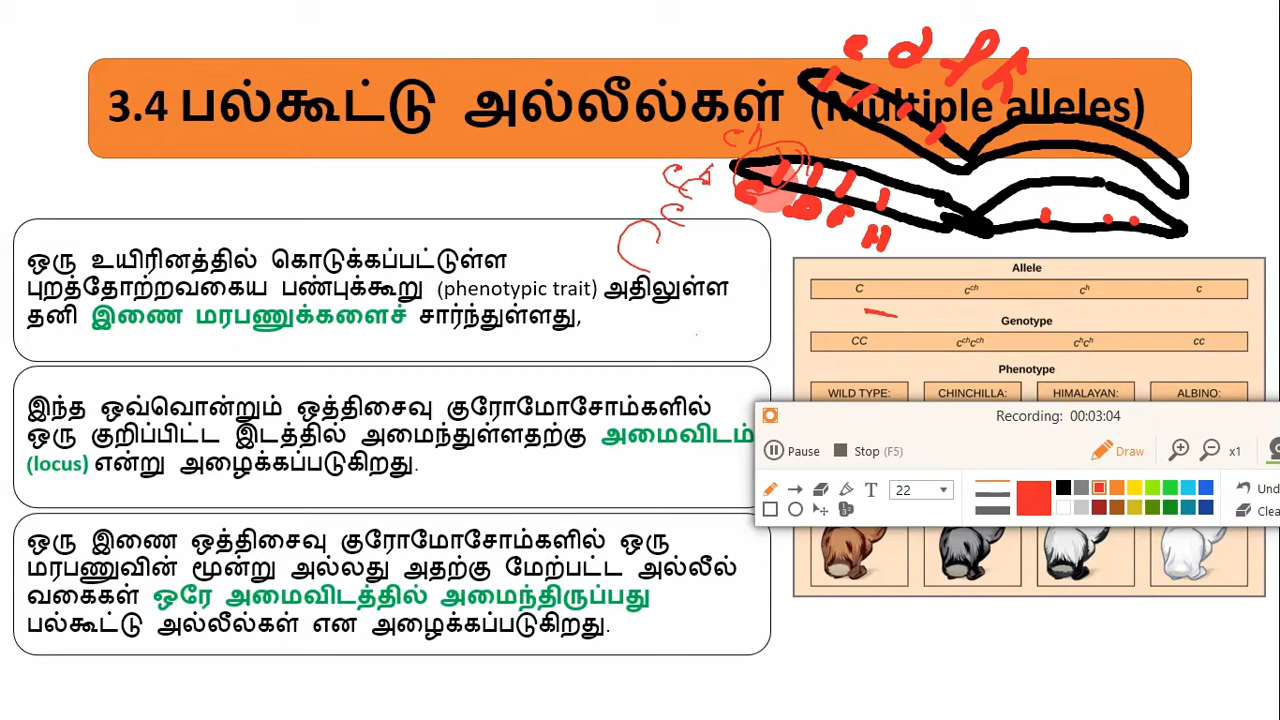 3.4 பல்கூட்டு அல்லீல்கள் (Multiple alleles)
ஒரு உயிரினத்தில் கொடுக்கப்பட்டுள்ள
புறத்தோற்றவகைய பண்புக்கூறு (phenotypic trait) அதிலுள்ள
தனி இணை மரபணுக்களைச் சார்ந்துள்ளது,
இந்த ஒவ்வொன்றும் ஒத்திசைவு குரோமோசோம்களில்
ஒரு குறிப்பிட்ட இடத்தில் அமைந்துள்ளதற்கு அமைவிடம்
(locus) என்று அழைக்கப்படுகிறது.
ஒரு இணை ஒத்திசைவு குரோமோசோம்களில் ஒரு
மரபணுவின் மூன்று அல்லது அதற்கு மேற்பட்ட அல்லீல்
வகைகள் ஒரே அமைவிடத்தில் அமைந்திருப்பது
பல்கூட்டு அல்லீல்கள் என அழைக்கப்படுகிறது.
Allele
C cᶜʰ cʰ c
Genotype
CC cᶜʰcᶜʰ cʰcʰ cc
Phenotype
WILD TYPE: CHINCHILLA: HIMALAYAN: ALBINO:
Recording: 00:03:04
Pause Stop (F5) Draw x1
T 22 Und
Clea